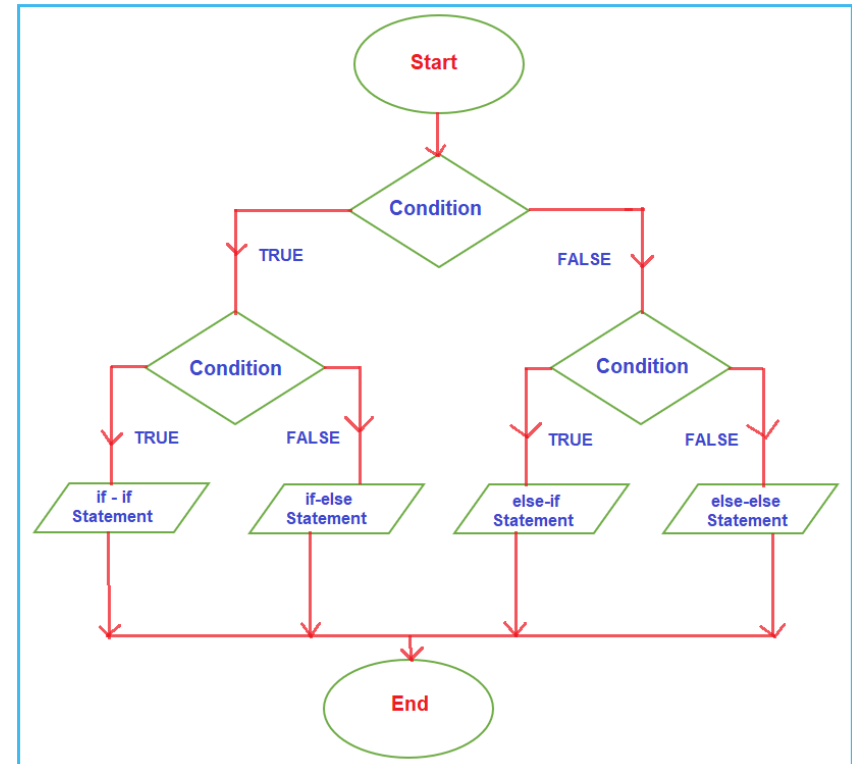 Start
Condition
TRUE
FALSE
Condition
Condition
TRUE
FALSE
TRUE
FALSE
if - if
Statement
if-else
Statement
else-if
Statement
else-else
Statement
End